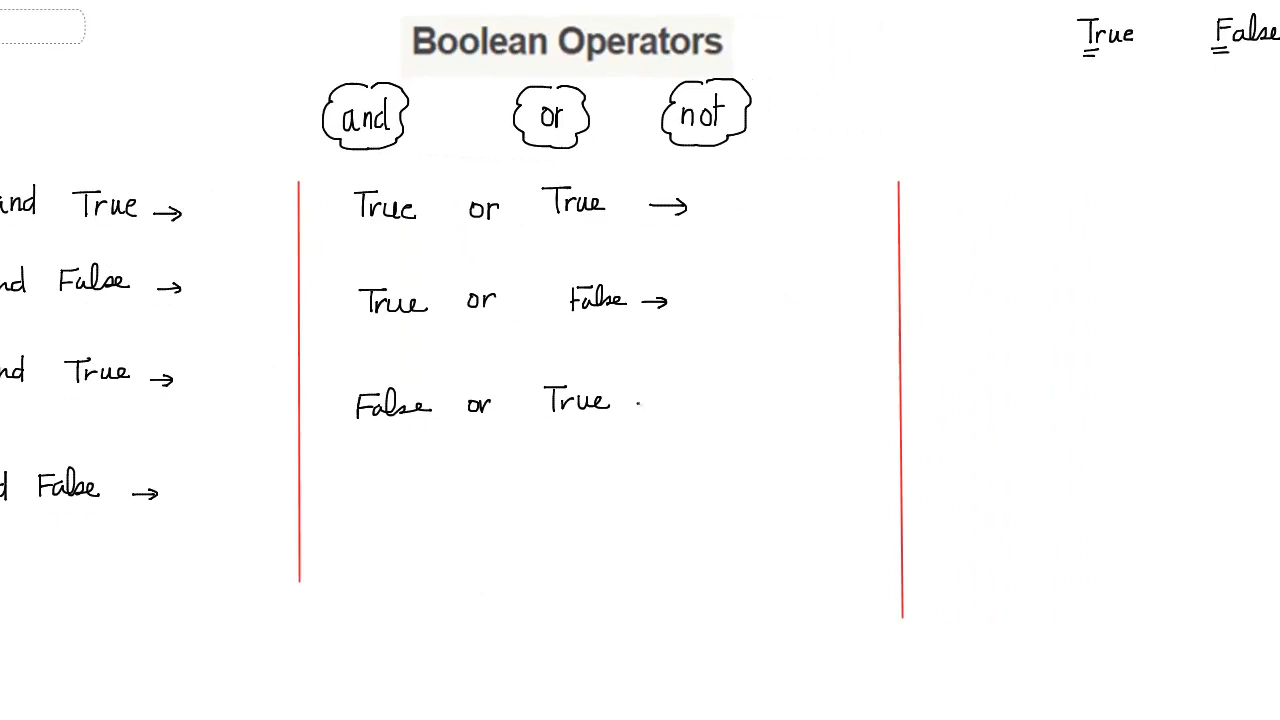 Boolean Operators
True False
and or not
and True →
True or True →
False →
True or False →
True →
False or True
False →